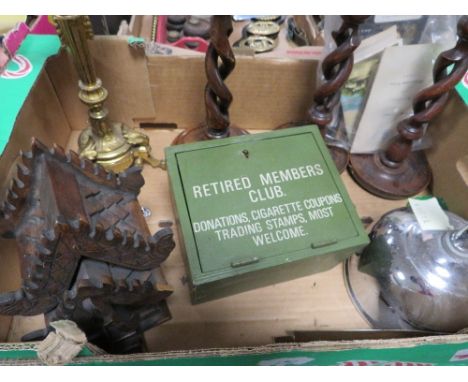 RETIRED MEMBERS
CLUB.
DONATIONS, CIGARETTE COUPONS
TRADING STAMPS, MOST
WELCOME.